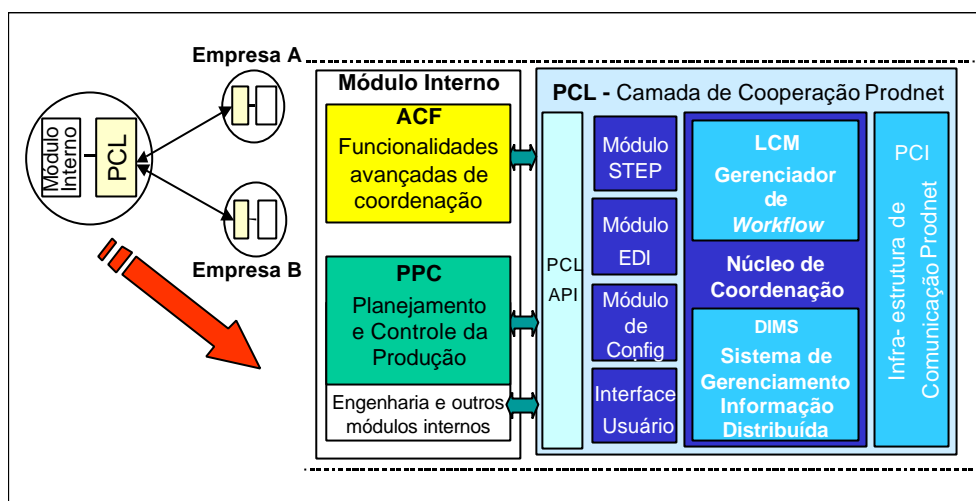 Empresa A
Módulo
Interno
PCL
Empresa B
Módulo Interno
ACF
Funcionalidades
avançadas de
coordenação
PPC
Planejamento
e Controle da
Produção
Engenharia e outros
módulos internos
PCL - Camada de Cooperação Prodnet
PCL
API
Módulo
STEP
Módulo
EDI
Módulo
de
Config
Interface
Usuário
LCM
Gerenciador
de
Workflow
Núcleo de
Coordenação
DIMS
Sistema de
Gerenciamento
Informação
Distribuída
PCI
Infra- estrutura de
Comunicação Prodnet